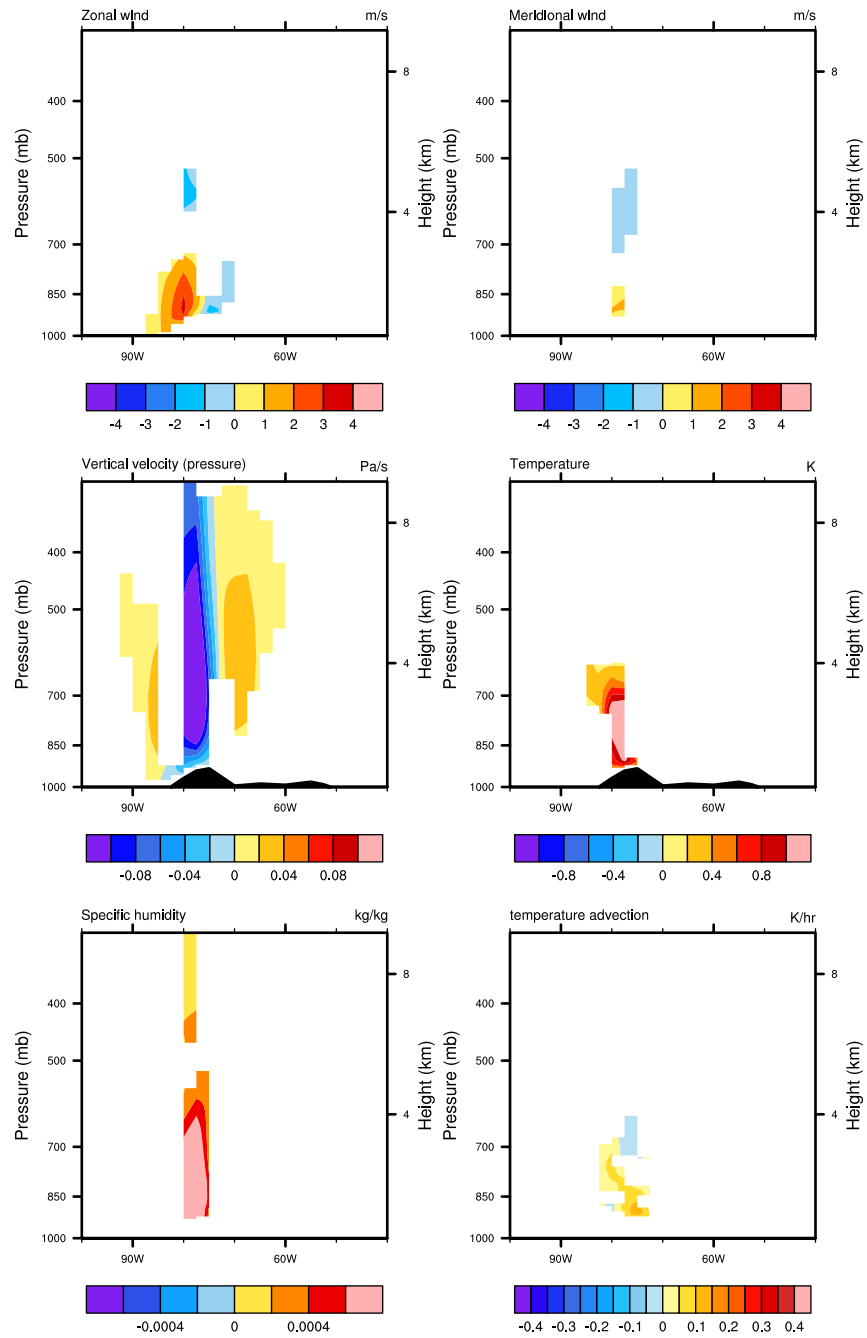 Zonal wind m/s
Pressure (mb)
Height (km)
400
500
700
850
1000
8
4
90W 60W
-4 -3 -2 -1 0 1 2 3 4
Meridional wind m/s
Pressure (mb)
Height (km)
400
500
700
850
1000
8
4
90W 60W
-4 -3 -2 -1 0 1 2 3 4
Vertical velocity (pressure) Pa/s
Pressure (mb)
Height (km)
400
500
700
850
1000
8
4
90W 60W
-0.08 -0.04 0 0.04 0.08
Temperature K
Pressure (mb)
Height (km)
400
500
700
850
1000
8
4
90W 60W
-0.8 -0.4 0 0.4 0.8
Specific humidity kg/kg
Pressure (mb)
Height (km)
400
500
700
850
1000
8
4
90W 60W
-0.0004 0 0.0004
temperature advection K/hr
Pressure (mb)
Height (km)
400
500
700
850
1000
8
4
90W 60W
-0.4 -0.3 -0.2 -0.1 0 0.1 0.2 0.3 0.4